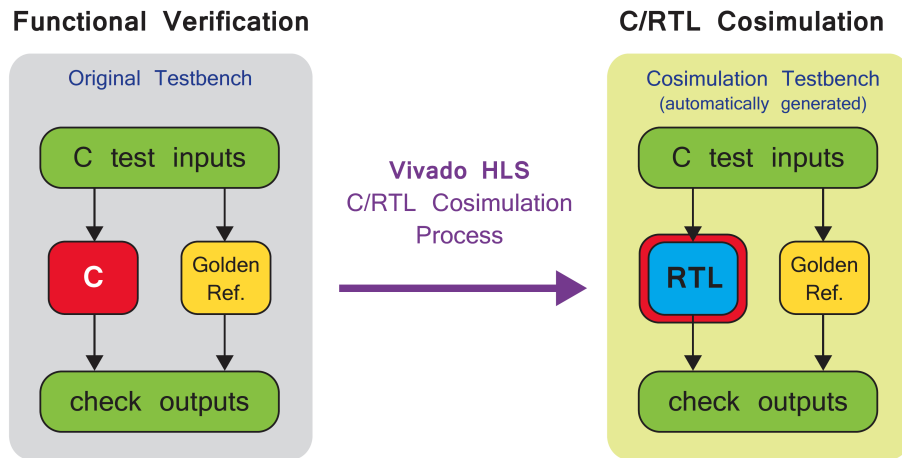 Functional Verification
Original Testbench
C test inputs
C
Golden
Ref.
check outputs
Vivado HLS
C/RTL Cosimulation
Process
C/RTL Cosimulation
Cosimulation Testbench
(automatically generated)
C test inputs
RTL
Golden
Ref.
check outputs